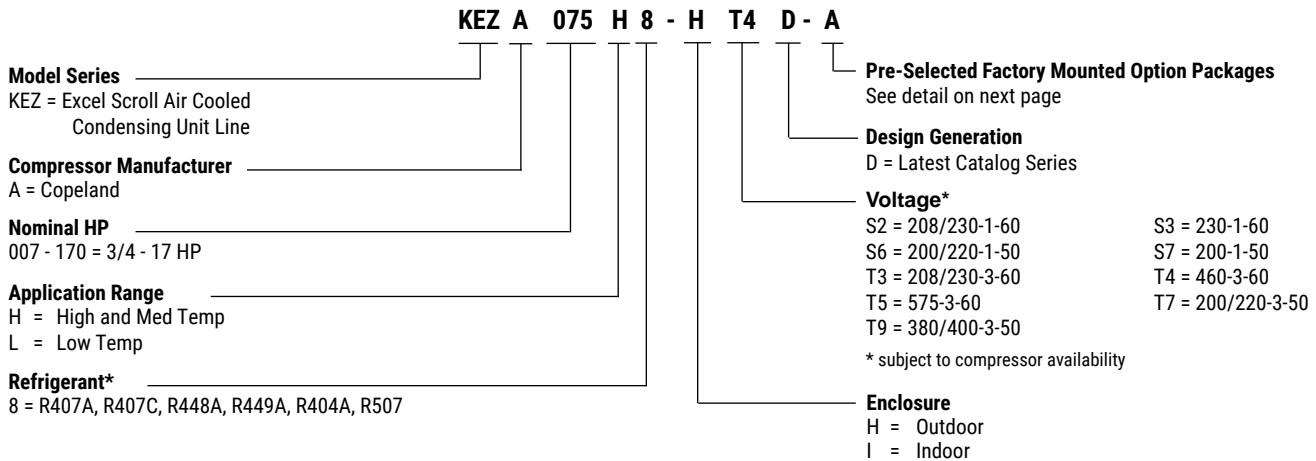 KEZ A 075 H 8 - H T4 D - A
Model Series
KEZ = Excel Scroll Air Cooled
Condensing Unit Line
Compressor Manufacturer
A = Copeland
Nominal HP
007 - 170 = 3/4 - 17 HP
Application Range
H = High and Med Temp
L = Low Temp
Refrigerant*
8 = R407A, R407C, R448A, R449A, R404A, R507
Pre-Selected Factory Mounted Option Packages
See detail on next page
Design Generation
D = Latest Catalog Series
Voltage*
S2 = 208/230-1-60 S3 = 230-1-60
S6 = 200/220-1-50 S7 = 200-1-50
T3 = 208/230-3-60 T4 = 460-3-60
T5 = 575-3-60 T7 = 200/220-3-50
T9 = 380/400-3-50
* subject to compressor availability
Enclosure
H = Outdoor
I = Indoor